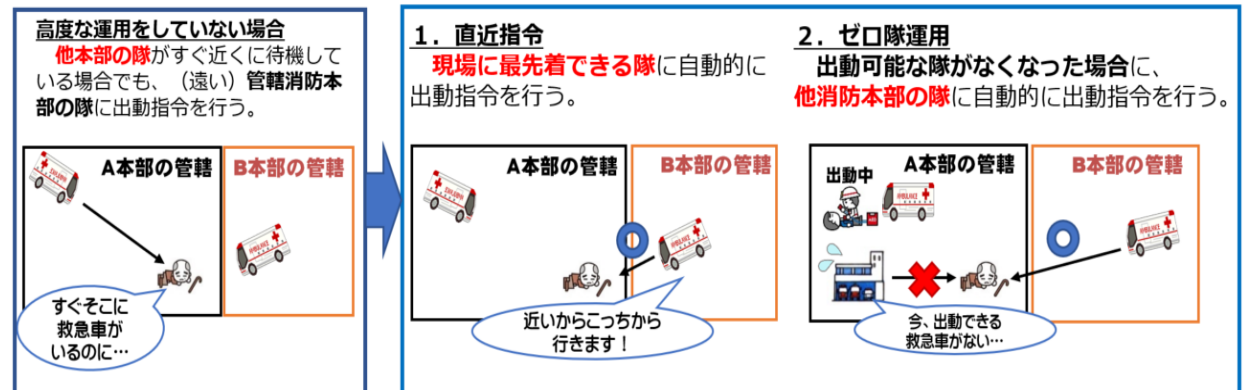 高度な運用をしていない場合
他本部の隊がすぐ近くに待機して
いる場合でも、（遠い）管轄消防本
部の隊に出動指令を行う。
A本部の管轄
B本部の管轄
すぐそこに
救急車が
いるのに…
１．直近指令
現場に最先着できる隊に自動的に
出動指令を行う。
A本部の管轄
B本部の管轄
近いからこっちから
行きます！
２．ゼロ隊運用
出動可能な隊がなくなった場合に、
他消防本部の隊に自動的に出動指令を行う。
A本部の管轄
B本部の管轄
出動中
今、出動できる
救急車がない…